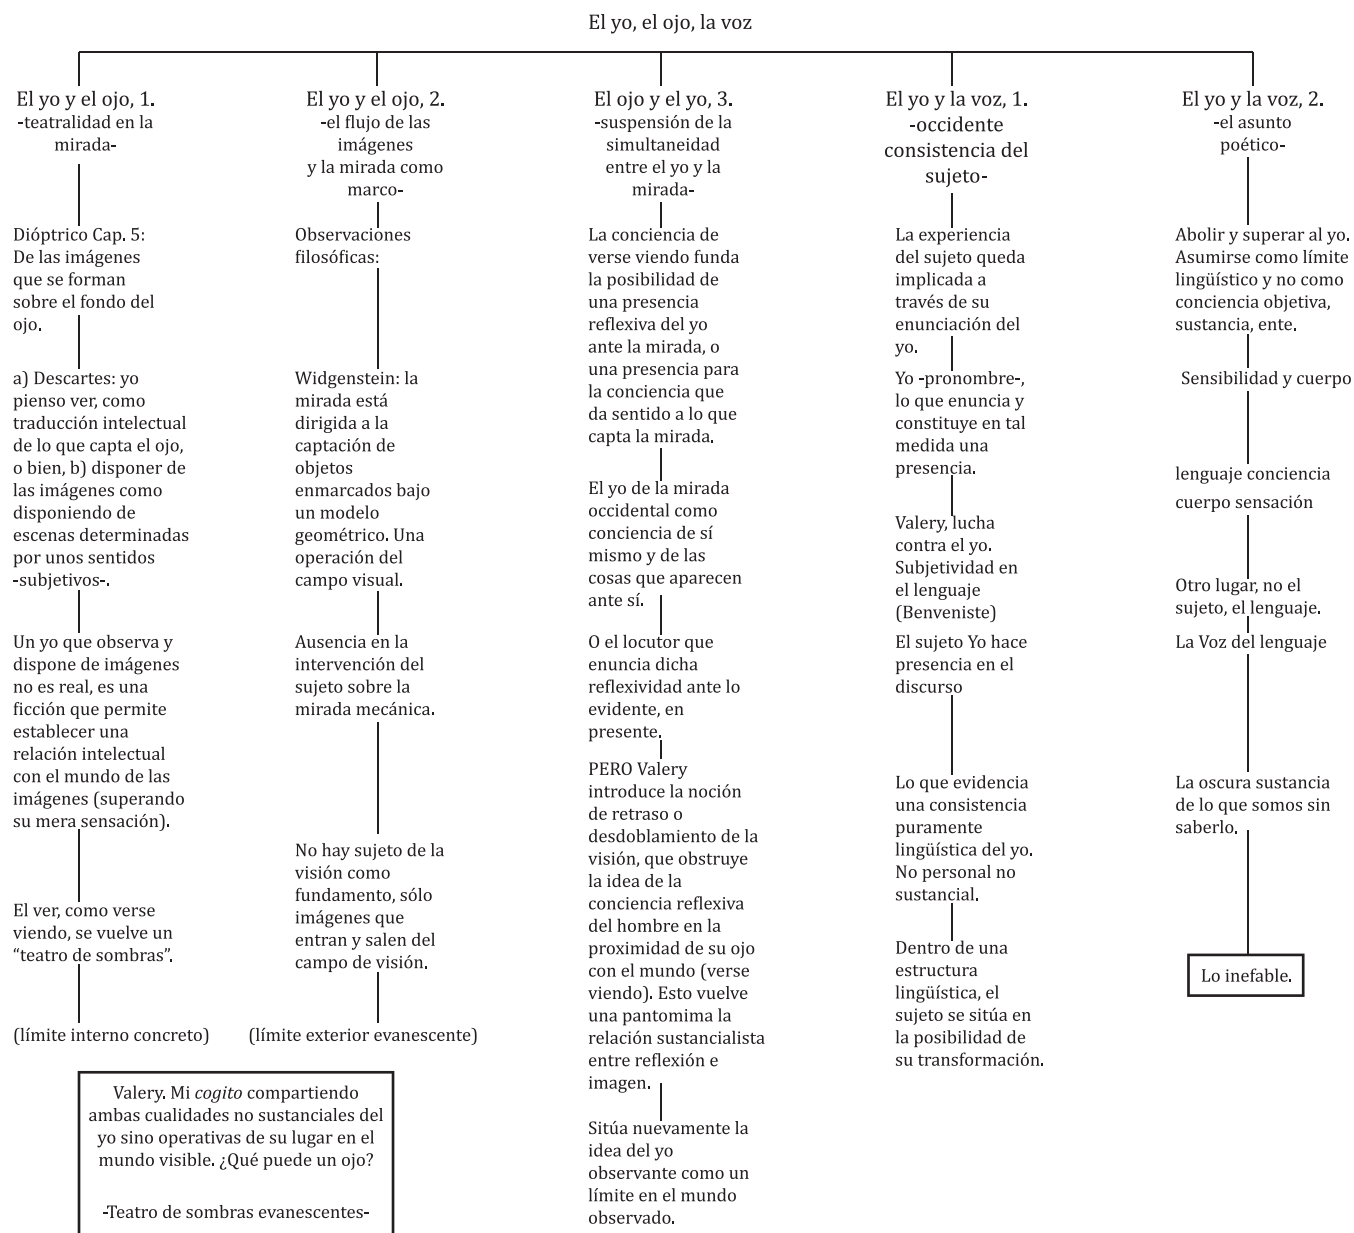 El yo, el ojo, la voz
El yo y el ojo, 1.
-teatralidad en la
mirada-
Dióptrico Cap. 5:
De las imágenes
que se forman
sobre el fondo del
ojo.
a) Descartes: yo
pienso ver, como
traducción intelectual
de lo que capta el ojo,
o bien, b) disponer de
las imágenes como
disponiendo de
escenas determinadas
por unos sentidos
-subjetivos-.
Un yo que observa y
dispone de imágenes
no es real, es una
ficción que permite
establecer una
relación intelectual
con el mundo de las
imágenes (superando
su mera sensación).
El ver, como verse
viendo, se vuelve un
“teatro de sombras”.
(límite interno concreto)
El yo y el ojo, 2.
-el flujo de las
imágenes
y la mirada como
marco-
Observaciones
filosóficas:
Widgenstein: la
mirada está
dirigida a la
captación de
objetos
enmarcados bajo
un modelo
geométrico. Una
operación del
campo visual.
Ausencia en la
intervención del
sujeto sobre la
mirada mecánica.
No hay sujeto de la
visión como
fundamento, sólo
imágenes que
entran y salen del
campo de visión.
(límite exterior evanescente)
Valery. Mi cogito compartiendo
ambas cualidades no sustanciales del
yo sino operativas de su lugar en el
mundo visible. ¿Qué puede un ojo?
-Teatro de sombras evanescentes-
El ojo y el yo, 3.
-suspensión de la
simultaneidad
entre el yo y la
mirada-
La conciencia de
verse viendo funda
la posibilidad de
una presencia
reflexiva del yo
ante la mirada, o
una presencia para
la conciencia que
da sentido a lo que
capta la mirada.
El yo de la mirada
occidental como
conciencia de sí
mismo y de las
cosas que aparecen
ante sí.
O el locutor que
enuncia dicha
reflexividad ante lo
evidente, en
presente.
PERO Valery
introduce la noción
de retraso o
desdoblamiento de la
visión, que obstruye
la idea de la
conciencia reflexiva
del hombre en la
proximidad de su ojo
con el mundo (verse
viendo). Esto vuelve
una pantomima la
relación sustancialista
entre reflexión e
imagen.
Sitúa nuevamente la
idea del yo
observante como un
límite en el mundo
observado.
El yo y la voz, 1.
-occidente
consistencia del
sujeto-
La experiencia
del sujeto queda
implicada a
través de su
enunciación del
yo.
Yo -pronombre-,
lo que enuncia y
constituye en tal
medida una
presencia.
Valery, lucha
contra el yo.
Subjetividad en
el lenguaje
(Benveniste)
El sujeto Yo hace
presencia en el
discurso
Lo que evidencia
una consistencia
puramente
lingüística del yo.
No personal no
sustancial.
Dentro de una
estructura
lingüística, el
sujeto se sitúa en
la posibilidad de
su transformación.
El yo y la voz, 2.
-el asunto
poético-
Abolir y superar al yo.
Asumirse como límite
lingüístico y no como
conciencia objetiva,
sustancia, ente.
Sensibilidad y cuerpo
lenguaje conciencia
cuerpo sensación
Otro lugar, no el
sujeto, el lenguaje.
La Voz del lenguaje
La oscura sustancia
de lo que somos sin
saberlo.
Lo inefable.